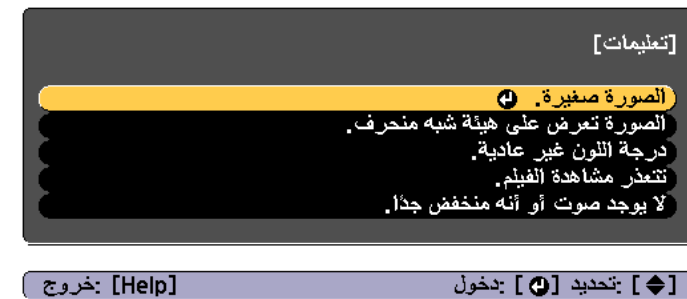 [تعليمات]
الصورة صغيرة.
الصورة تعرض على هيئة شبه منحرف.
درجة اللون غير عادية.
تتعذر مشاهدة الفيلم.
لا يوجد صوت أو أنه منخفض جدًا.
[ ] :تحديد [ ] :دخول [Help] :خروج